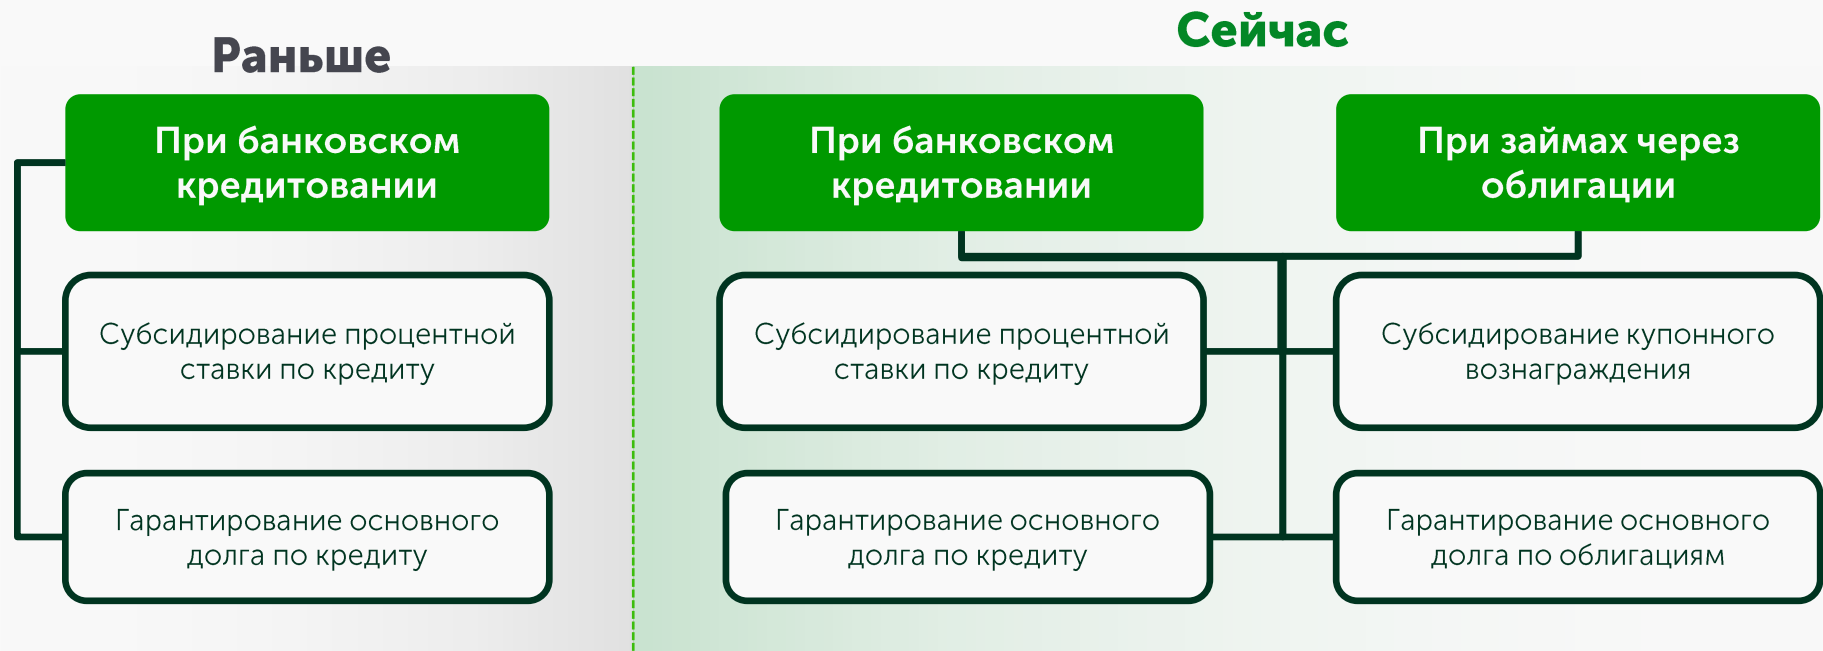 Раньше
Сейчас
При банковском
кредитовании
Субсидирование процентной
ставки по кредиту
Гарантирование основного
долга по кредиту
При банковском
кредитовании
Субсидирование процентной
ставки по кредиту
Гарантирование основного
долга по кредиту
При займах через
облигации
Субсидирование купонного
вознаграждения
Гарантирование основного
долга по облигациям